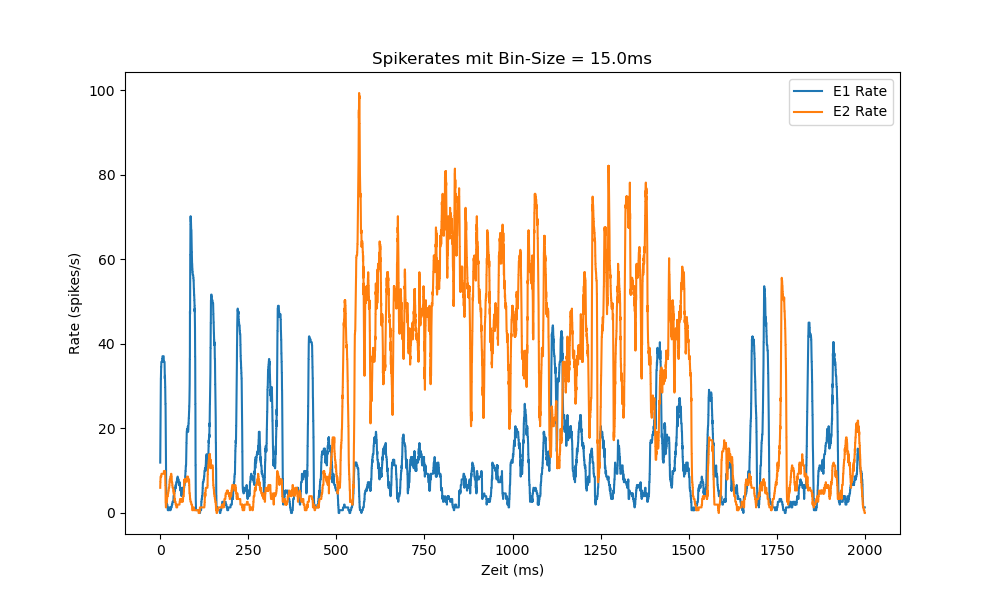 Spikerates mit Bin-Size = 15.0ms
E1 Rate
E2 Rate
100
80
60
40
20
0
Rate (spikes/s)
0 250 500 750 1000 1250 1500 1750 2000
Zeit (ms)